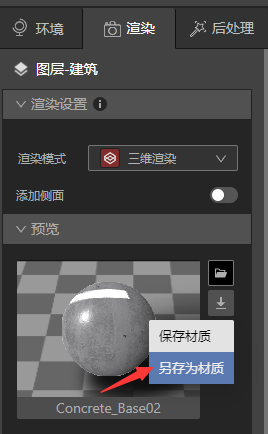 环境 渲染 后处理
图层-建筑
渲染设置
渲染模式 三维渲染
添加侧面
预览
保存材质
另存为材质
Concrete_Base02